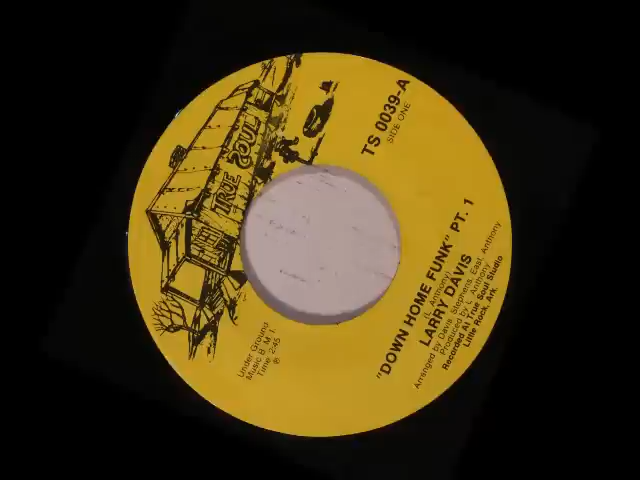 TRUE SOUL
TS 0039-A
SIDE ONE
Under Ground
Music B. M. I.
Time: 2:45
℗
"DOWN HOME FUNK" PT. 1
(L. Anthony)
LARRY DAVIS
Arranged by Davis, Stephens, East, Anthony
Produced by L. Anthony
Recorded At True Soul Studio
Little Rock, Ark.